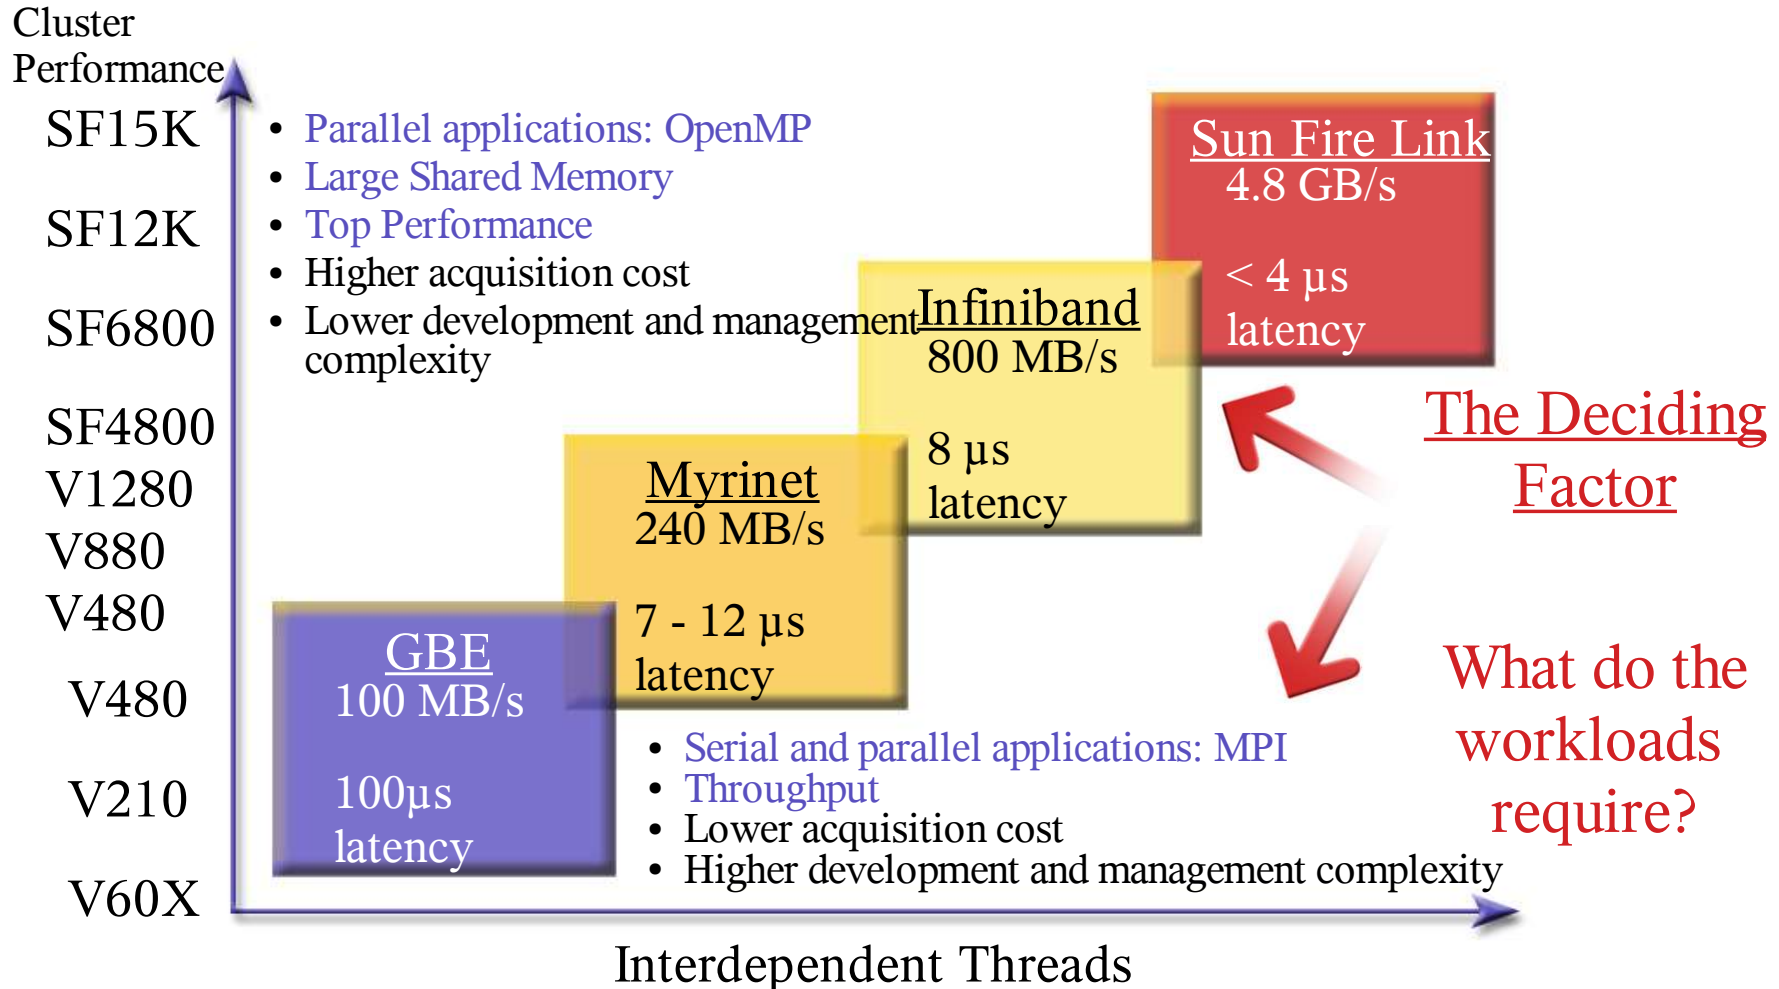 Cluster
Performance
SF15K
SF12K
SF6800
SF4800
V1280
V880
V480
V480
V210
V60X
• Parallel applications: OpenMP
• Large Shared Memory
• Top Performance
• Higher acquisition cost
• Lower development and management
complexity
Sun Fire Link
4.8 GB/s
< 4 µs
latency
Infiniband
800 MB/s
8 µs
latency
Myrinet
240 MB/s
7 - 12 µs
latency
GBE
100 MB/s
100µs
latency
The Deciding
Factor
What do the
workloads
require?
• Serial and parallel applications: MPI
• Throughput
• Lower acquisition cost
• Higher development and management complexity
Interdependent Threads